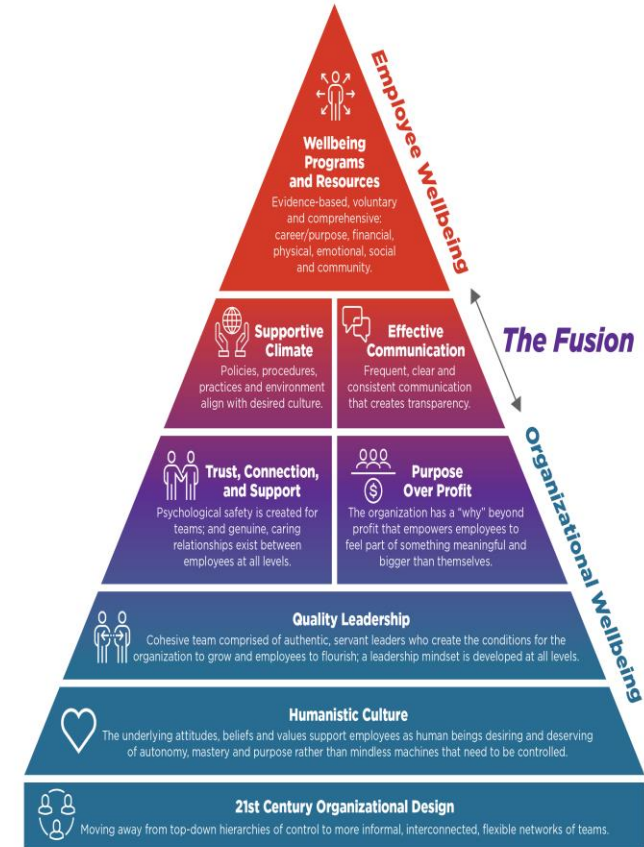 Wellbeing
Programs
and Resources
Evidence-based, voluntary
and comprehensive:
career/purpose, financial,
physical, emotional, social
and community.
Employee Wellbeing
Supportive
Climate
Policies, procedures,
practices and environment
align with desired culture.
Effective
Communication
Frequent, clear and
consistent communication
that creates transparency.
The Fusion
Trust, Connection,
and Support
Psychological safety is created for
teams; and genuine, caring
relationships exist between
employees at all levels.
$
Purpose
Over Profit
The organization has a "why" beyond
profit that empowers employees to
feel part of something meaningful and
bigger than themselves.
Organizational Wellbeing
Quality Leadership
Cohesive team comprised of authentic, servant leaders who create the conditions for the
organization to grow and employees to flourish; a leadership mindset is developed at all levels.
Humanistic Culture
The underlying attitudes, beliefs and values support employees as human beings desiring and deserving
of autonomy, mastery and purpose rather than mindless machines that need to be controlled.
21st Century Organizational Design
Moving away from top-down hierarchies of control to more informal, interconnected, flexible networks of teams.